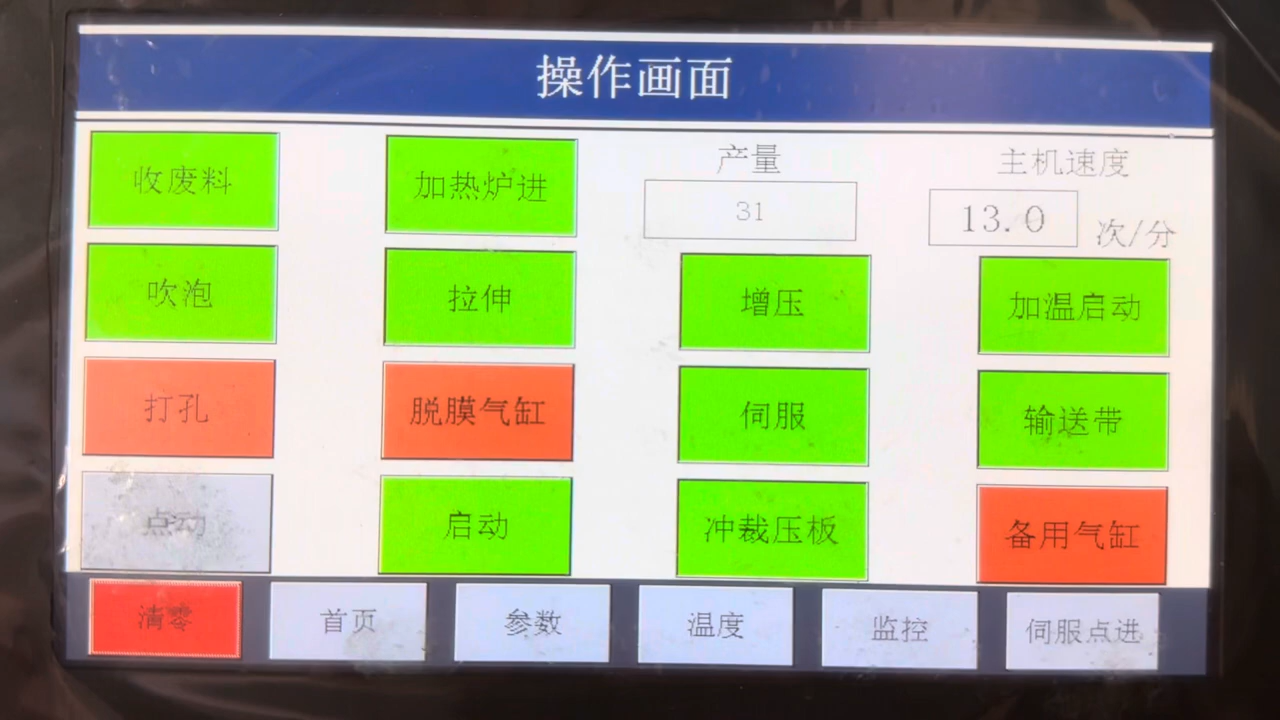 操作画面
收废料
加热炉进
产量
31
主机速度
13.0 次/分
吹泡
拉伸
增压
加温启动
打孔
脱膜气缸
伺服
输送带
点动
启动
冲裁压板
备用气缸
清零
首页
参数
温度
监控
伺服点进